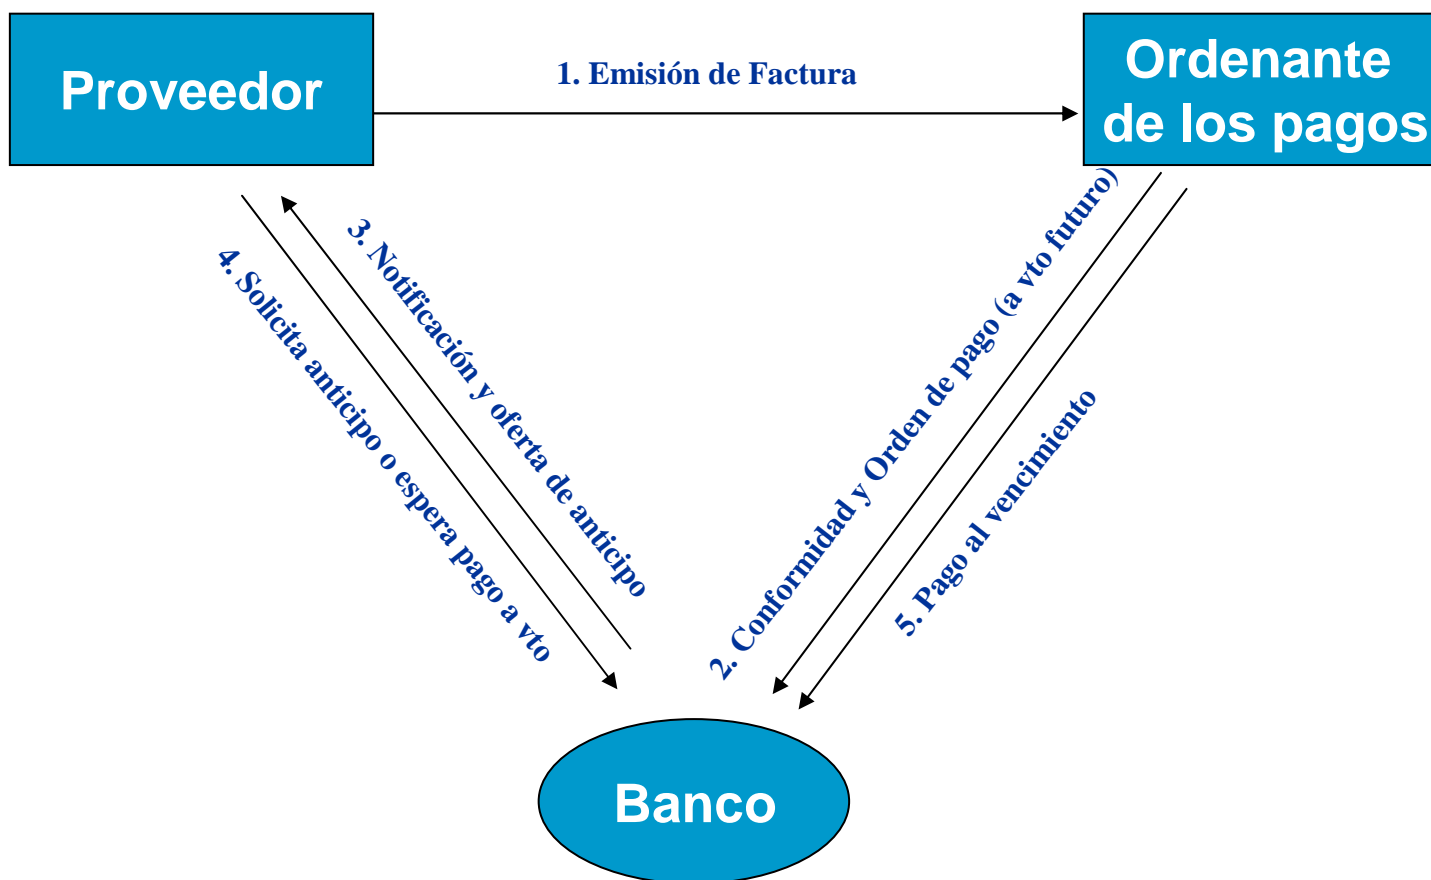 Proveedor
1. Emisión de Factura
Ordenante
de los pagos
2. Conformidad y Orden de pago (a vto futuro)
3. Notificación y oferta de anticipo
4. Solicita anticipo o espera pago a vto
5. Pago al vencimiento
Banco